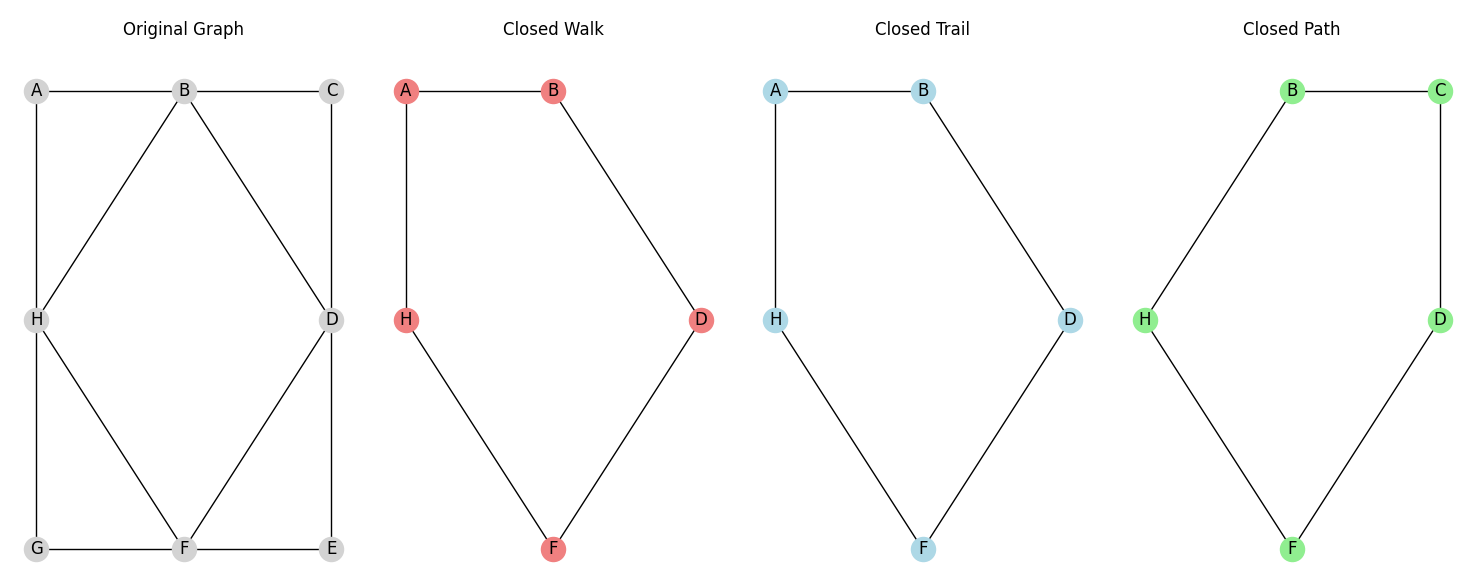 Original Graph
Closed Walk
Closed Trail
Closed Path
A B C
A B
A B
B C
H D
H D
H D
H D
G F E
F
F
F